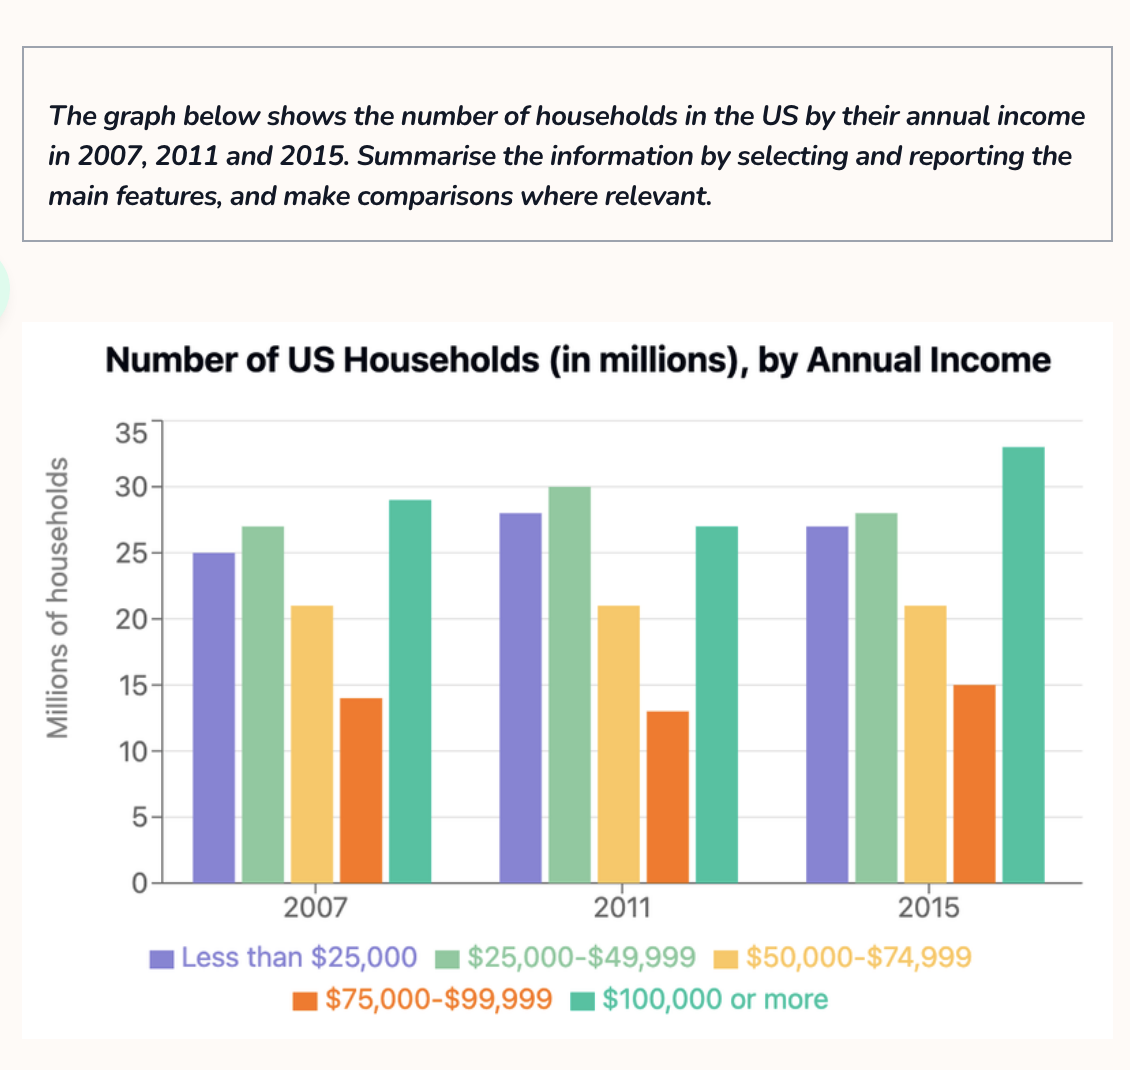 The graph below shows the number of households in the US by their annual income
in 2007, 2011 and 2015. Summarise the information by selecting and reporting the
main features, and make comparisons where relevant.
Number of US Households (in millions), by Annual Income
Millions of households
35
30
25
20
15
10
5
0
2007 2011 2015
Less than $25,000 $25,000-$49,999 $50,000-$74,999
$75,000-$99,999 $100,000 or more